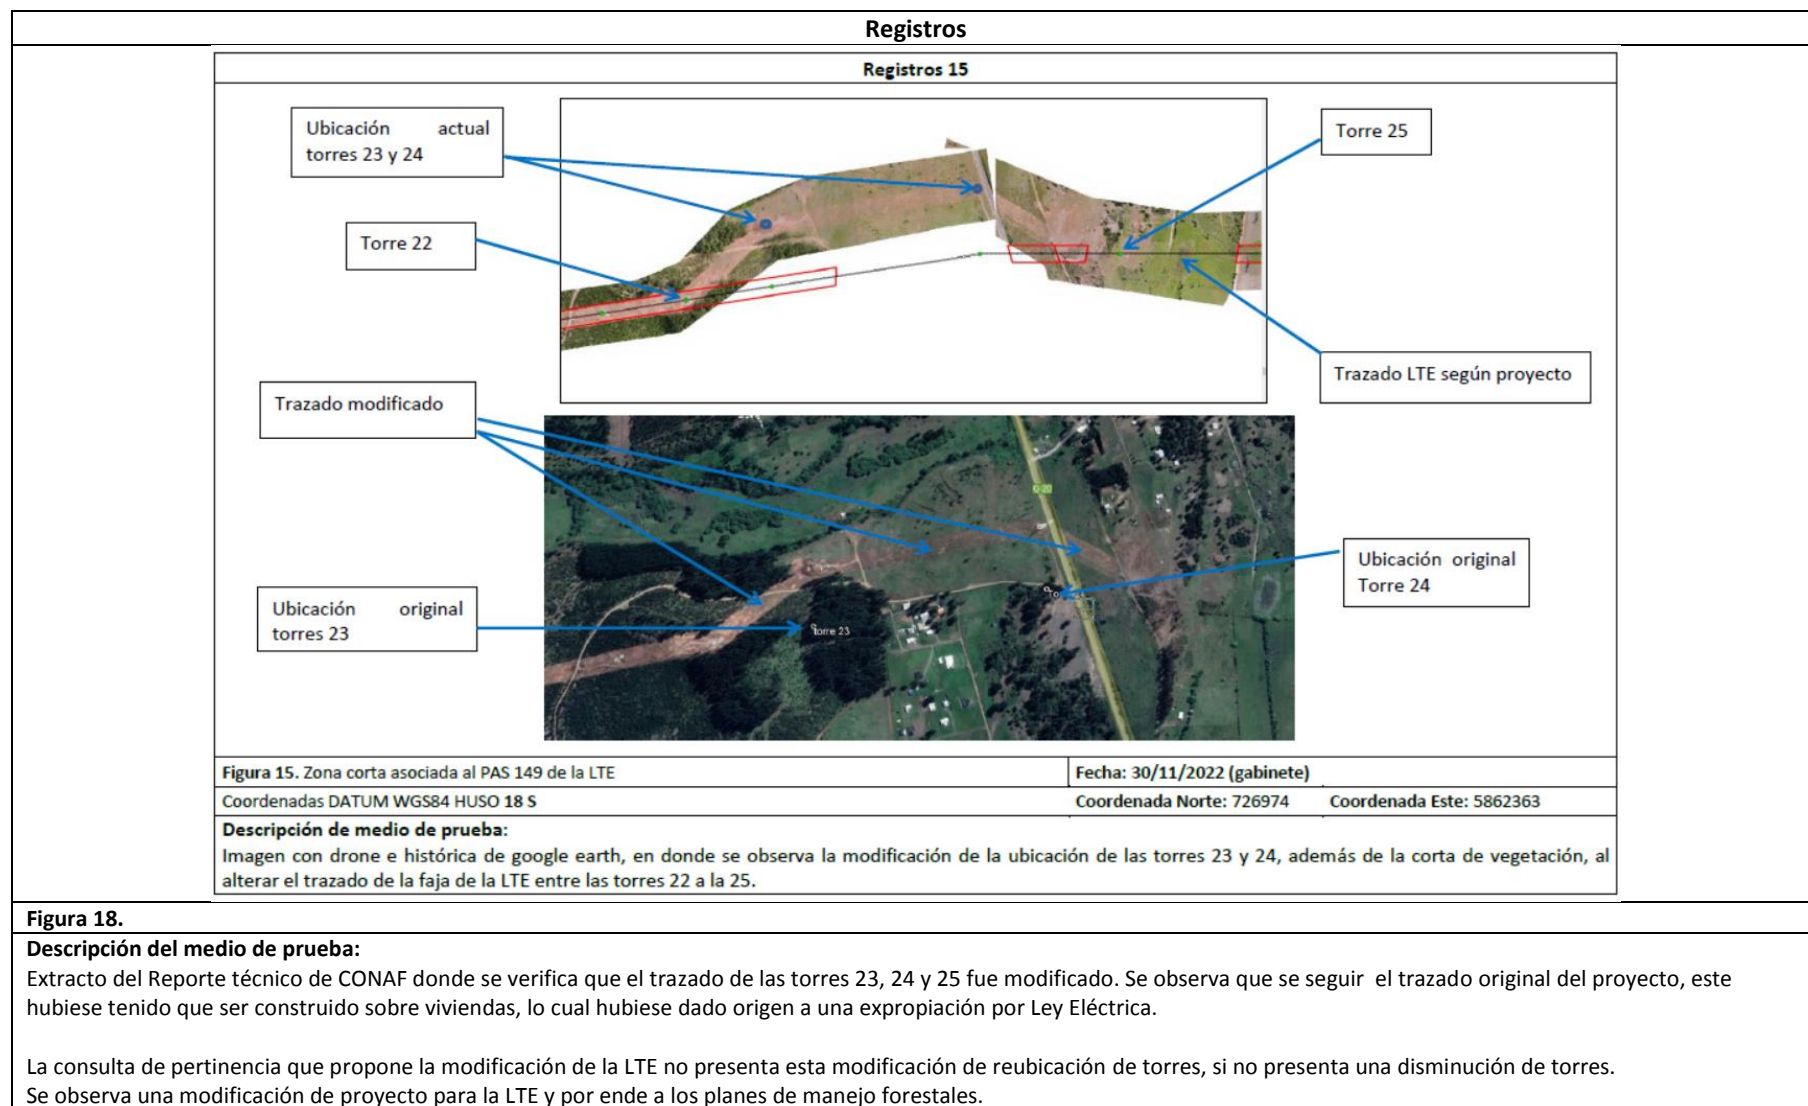 Registros
Registros 15
Ubicación actual
torres 23 y 24
Torre 25
Torre 22
Trazado LTE según proyecto
Trazado modificado
Q-20
Ubicación original
Torre 24
Ubicación original
torres 23
Torre 23
Figura 15. Zona corta asociada al PAS 149 de la LTE
Fecha: 30/11/2022 (gabinete)
Coordenadas DATUM WGS84 HUSO 18 S
Coordenada Norte: 726974 Coordenada Este: 5862363
Descripción de medio de prueba:
Imagen con drone e histórica de google earth, en donde se observa la modificación de la ubicación de las torres 23 y 24, además de la corta de vegetación, al
alterar el trazado de la faja de la LTE entre las torres 22 a la 25.
Figura 18.
Descripción del medio de prueba:
Extracto del Reporte técnico de CONAF donde se verifica que el trazado de las torres 23, 24 y 25 fue modificado. Se observa que se seguir el trazado original del proyecto, este
hubiese tenido que ser construido sobre viviendas, lo cual hubiese dado origen a una expropiación por Ley Eléctrica.
La consulta de pertinencia que propone la modificación de la LTE no presenta esta modificación de reubicación de torres, si no presenta una disminución de torres.
Se observa una modificación de proyecto para la LTE y por ende a los planes de manejo forestales.